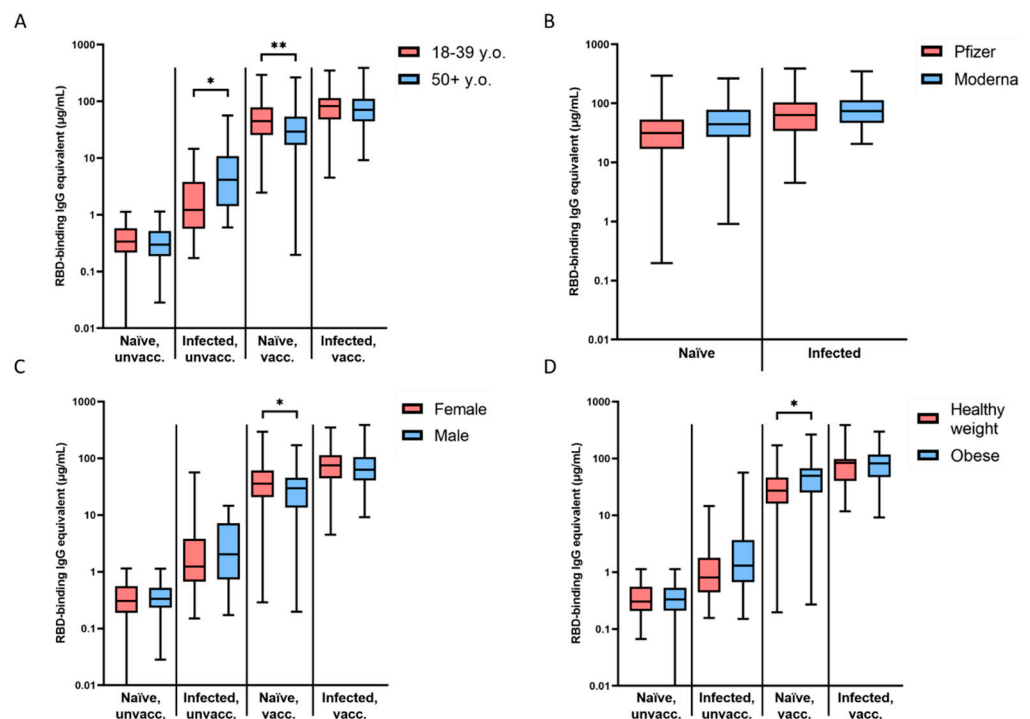 A
RBD-binding IgG equivalent (µg/mL)
1000
100
10
1
0.1
0.01
*
**
18-39 y.o.
50+ y.o.
Naïve, unvacc.
Infected, unvacc.
Naïve, vacc.
Infected, vacc.
B
RBD-binding IgG equivalent (µg/mL)
1000
100
10
1
0.1
0.01
Pfizer
Moderna
Naïve
Infected
C
RBD-binding IgG equivalent (µg/mL)
1000
100
10
1
0.1
0.01
*
Female
Male
Naïve, unvacc.
Infected, unvacc.
Naïve, vacc.
Infected, vacc.
D
RBD-binding IgG equivalent (µg/mL)
1000
100
10
1
0.1
0.01
*
Healthy
weight
Obese
Naïve, unvacc.
Infected, unvacc.
Naïve, vacc.
Infected, vacc.